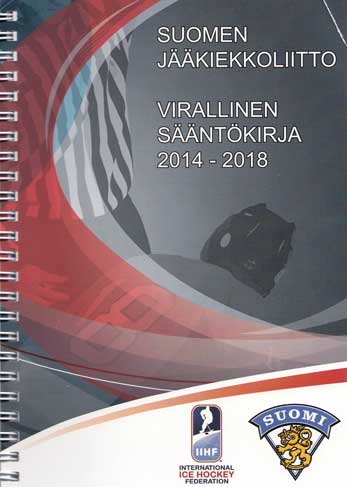 SUOMEN
JÄÄKIEKKOLIITTO
VIRALLINEN
SÄÄNTÖKIRJA
2014 - 2018
IIHF
INTERNATIONAL
ICE HOCKEY
FEDERATION
SUOMI